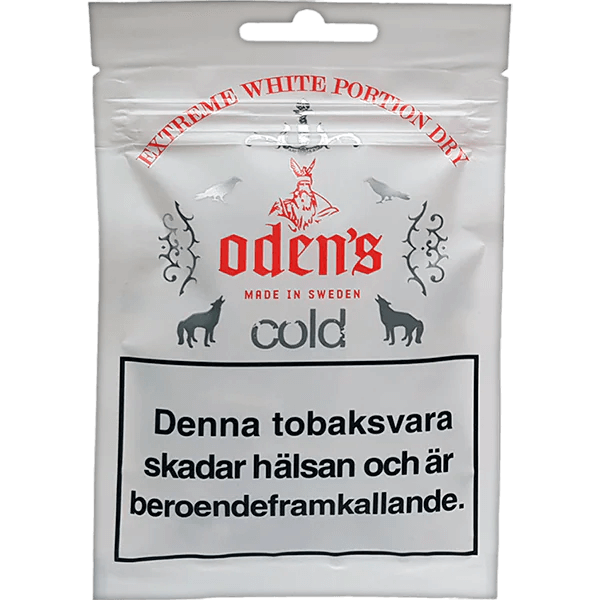 EXTREME WHITE PORTION DRY
oden's
MADE IN SWEDEN
cold
Denna tobaksvara
skadar hälsan och är
beroendeframkallande.